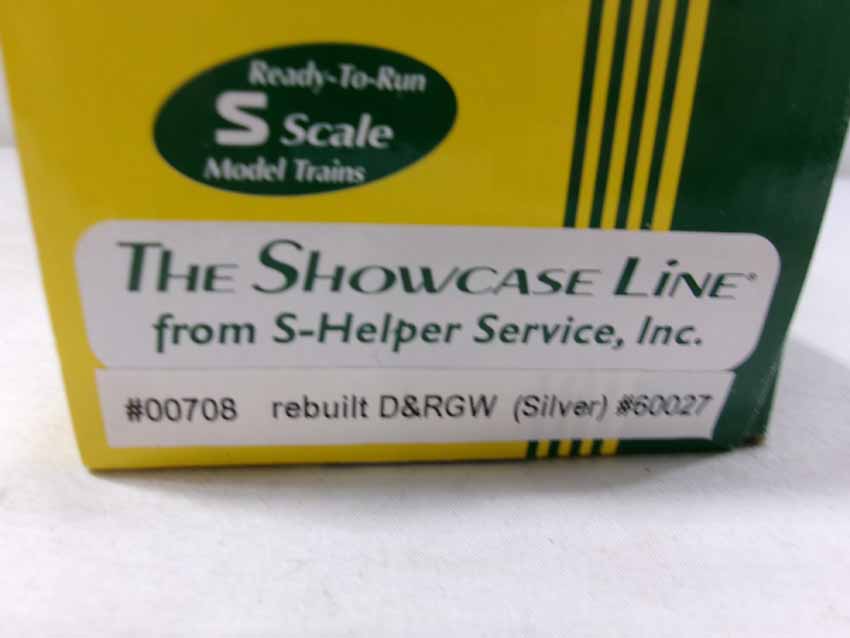 Ready-To-Run
S Scale
Model Trains
THE SHOWCASE LINE®
from S-Helper Service, Inc.
#00708 rebuilt D&RGW (Silver) #60027